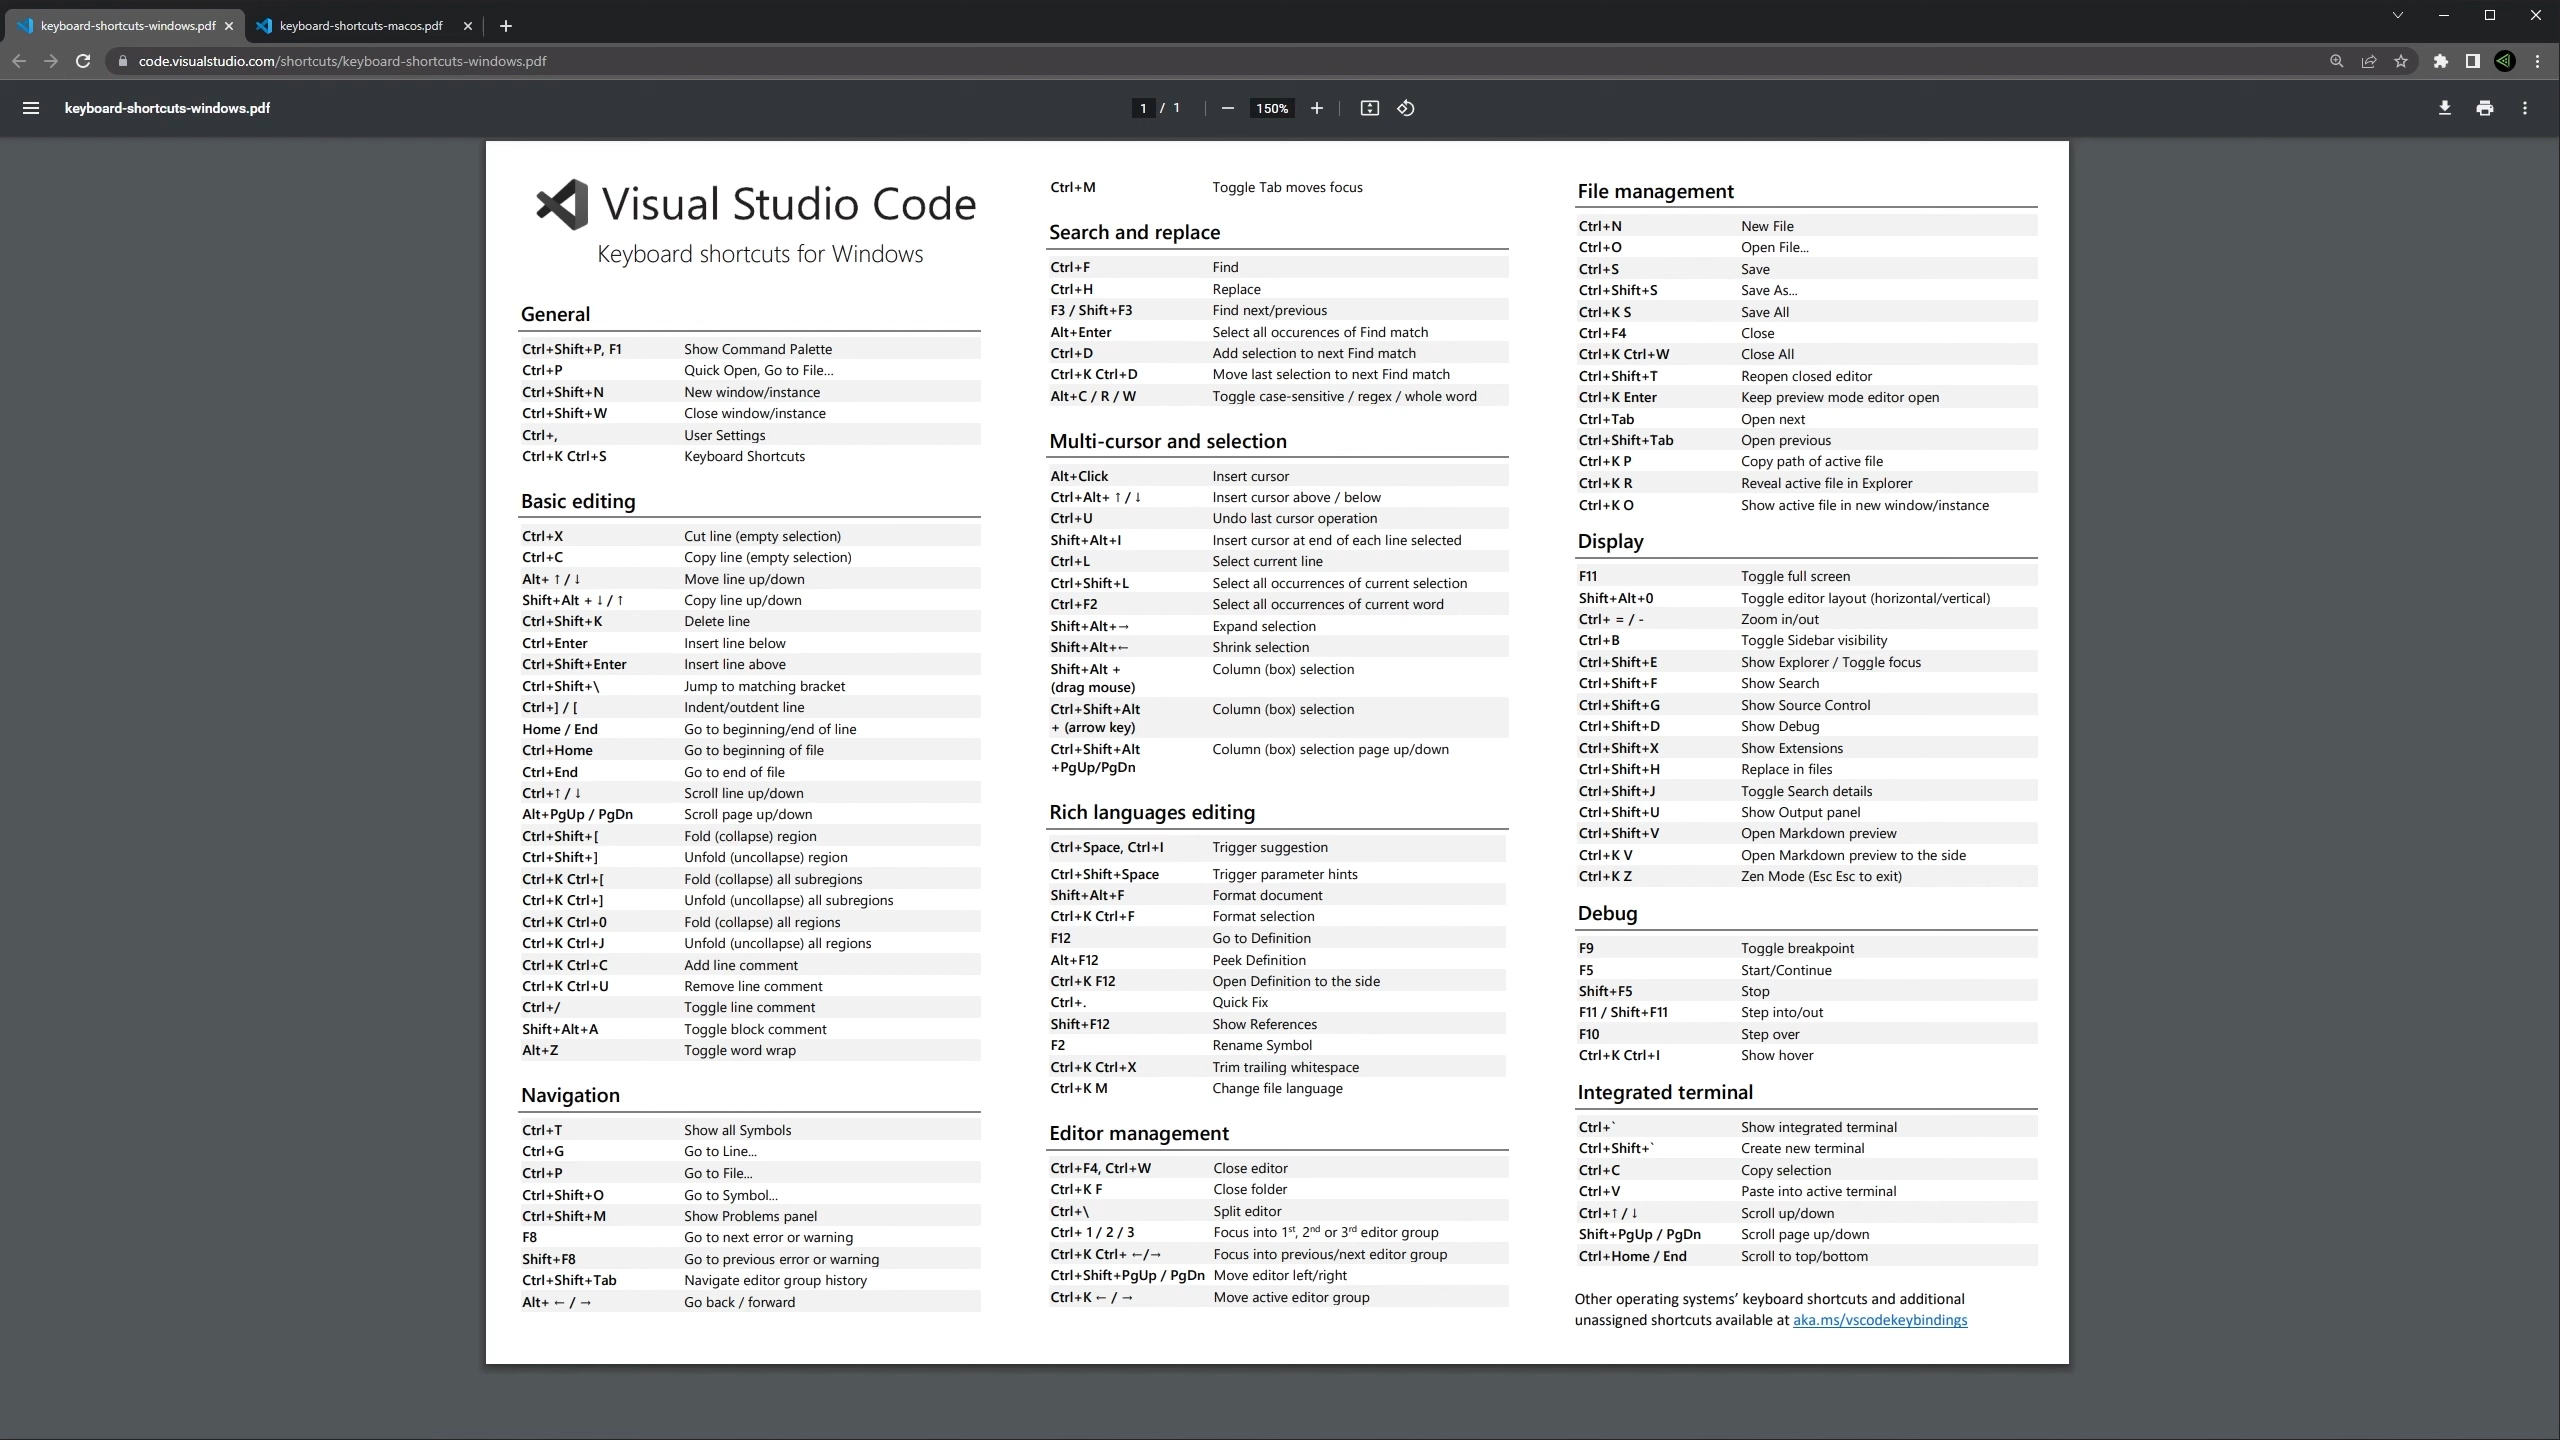 keyboard-shortcuts-windows.pdf
keyboard-shortcuts-macos.pdf
code.visualstudio.com/shortcuts/keyboard-shortcuts-windows.pdf
keyboard-shortcuts-windows.pdf
1 / 1
150%
Visual Studio Code
Keyboard shortcuts for Windows
General
Ctrl+Shift+P, F1 Show Command Palette
Ctrl+P Quick Open, Go to File…
Ctrl+Shift+N New window/instance
Ctrl+Shift+W Close window/instance
Ctrl+, User Settings
Ctrl+K Ctrl+S Keyboard Shortcuts
Basic editing
Ctrl+X Cut line (empty selection)
Ctrl+C Copy line (empty selection)
Alt+ ↑ / ↓ Move line up/down
Shift+Alt + ↓ / ↑ Copy line up/down
Ctrl+Shift+K Delete line
Ctrl+Enter Insert line below
Ctrl+Shift+Enter Insert line above
Ctrl+Shift+\ Jump to matching bracket
Ctrl+] / [ Indent/outdent line
Home / End Go to beginning/end of line
Ctrl+Home Go to beginning of file
Ctrl+End Go to end of file
Ctrl+↑ / ↓ Scroll line up/down
Alt+PgUp / PgDn Scroll page up/down
Ctrl+Shift+[ Fold (collapse) region
Ctrl+Shift+] Unfold (uncollapse) region
Ctrl+K Ctrl+[ Fold (collapse) all subregions
Ctrl+K Ctrl+] Unfold (uncollapse) all subregions
Ctrl+K Ctrl+0 Fold (collapse) all regions
Ctrl+K Ctrl+J Unfold (uncollapse) all regions
Ctrl+K Ctrl+C Add line comment
Ctrl+K Ctrl+U Remove line comment
Ctrl+/ Toggle line comment
Shift+Alt+A Toggle block comment
Alt+Z Toggle word wrap
Navigation
Ctrl+T Show all Symbols
Ctrl+G Go to Line...
Ctrl+P Go to File...
Ctrl+Shift+O Go to Symbol...
Ctrl+Shift+M Show Problems panel
F8 Go to next error or warning
Shift+F8 Go to previous error or warning
Ctrl+Shift+Tab Navigate editor group history
Alt+ ← / → Go back / forward
Ctrl+M Toggle Tab moves focus
Search and replace
Ctrl+F Find
Ctrl+H Replace
F3 / Shift+F3 Find next/previous
Alt+Enter Select all occurences of Find match
Ctrl+D Add selection to next Find match
Ctrl+K Ctrl+D Move last selection to next Find match
Alt+C / R / W Toggle case-sensitive / regex / whole word
Multi-cursor and selection
Alt+Click Insert cursor
Ctrl+Alt+ ↑ / ↓ Insert cursor above / below
Ctrl+U Undo last cursor operation
Shift+Alt+I Insert cursor at end of each line selected
Ctrl+L Select current line
Ctrl+Shift+L Select all occurrences of current selection
Ctrl+F2 Select all occurrences of current word
Shift+Alt+→ Expand selection
Shift+Alt+← Shrink selection
Shift+Alt + Column (box) selection
(drag mouse)
Ctrl+Shift+Alt Column (box) selection
+ (arrow key)
Ctrl+Shift+Alt Column (box) selection page up/down
+PgUp/PgDn
Rich languages editing
Ctrl+Space, Ctrl+I Trigger suggestion
Ctrl+Shift+Space Trigger parameter hints
Shift+Alt+F Format document
Ctrl+K Ctrl+F Format selection
F12 Go to Definition
Alt+F12 Peek Definition
Ctrl+K F12 Open Definition to the side
Ctrl+. Quick Fix
Shift+F12 Show References
F2 Rename Symbol
Ctrl+K Ctrl+X Trim trailing whitespace
Ctrl+K M Change file language
Editor management
Ctrl+F4, Ctrl+W Close editor
Ctrl+K F Close folder
Ctrl+\ Split editor
Ctrl+ 1 / 2 / 3 Focus into 1st, 2nd or 3rd editor group
Ctrl+K Ctrl+ ←/→ Focus into previous/next editor group
Ctrl+Shift+PgUp / PgDn Move editor left/right
Ctrl+K ← / → Move active editor group
File management
Ctrl+N New File
Ctrl+O Open File...
Ctrl+S Save
Ctrl+Shift+S Save As...
Ctrl+K S Save All
Ctrl+F4 Close
Ctrl+K Ctrl+W Close All
Ctrl+Shift+T Reopen closed editor
Ctrl+K Enter Keep preview mode editor open
Ctrl+Tab Open next
Ctrl+Shift+Tab Open previous
Ctrl+K P Copy path of active file
Ctrl+K R Reveal active file in Explorer
Ctrl+K O Show active file in new window/instance
Display
F11 Toggle full screen
Shift+Alt+0 Toggle editor layout (horizontal/vertical)
Ctrl+ = / - Zoom in/out
Ctrl+B Toggle Sidebar visibility
Ctrl+Shift+E Show Explorer / Toggle focus
Ctrl+Shift+F Show Search
Ctrl+Shift+G Show Source Control
Ctrl+Shift+D Show Debug
Ctrl+Shift+X Show Extensions
Ctrl+Shift+H Replace in files
Ctrl+Shift+J Toggle Search details
Ctrl+Shift+U Show Output panel
Ctrl+Shift+V Open Markdown preview
Ctrl+K V Open Markdown preview to the side
Ctrl+K Z Zen Mode (Esc Esc to exit)
Debug
F9 Toggle breakpoint
F5 Start/Continue
Shift+F5 Stop
F11 / Shift+F11 Step into/out
F10 Step over
Ctrl+K Ctrl+I Show hover
Integrated terminal
Ctrl+` Show integrated terminal
Ctrl+Shift+` Create new terminal
Ctrl+C Copy selection
Ctrl+V Paste into active terminal
Ctrl+↑ / ↓ Scroll up/down
Shift+PgUp / PgDn Scroll page up/down
Ctrl+Home / End Scroll to top/bottom
Other operating systems’ keyboard shortcuts and additional
unassigned shortcuts available at aka.ms/vscodekeybindings